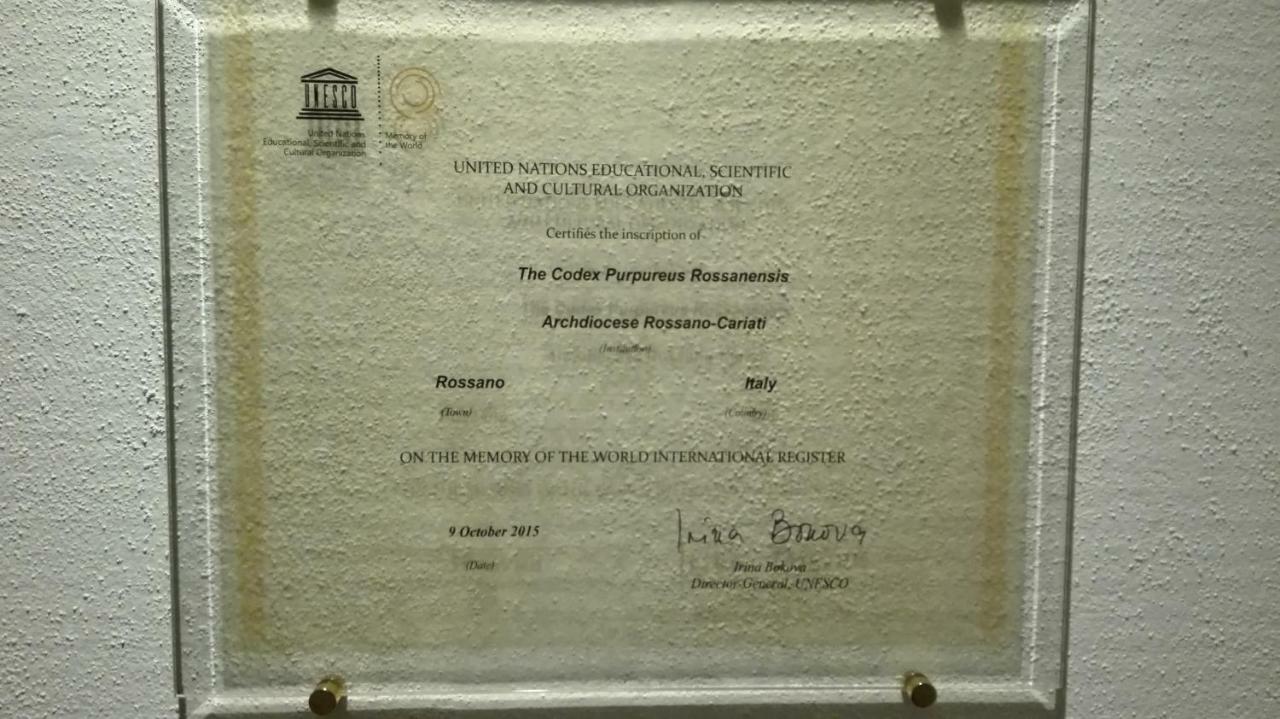 UNESCO
United Nations
Educational, Scientific and
Cultural Organization
Memory of
the World
UNITED NATIONS EDUCATIONAL, SCIENTIFIC
AND CULTURAL ORGANIZATION
Certifies the inscription of
The Codex Purpureus Rossanensis
Archdiocese Rossano-Cariati
(Institution)
Rossano Italy
(Town) (Country)
ON THE MEMORY OF THE WORLD INTERNATIONAL REGISTER
9 October 2015 Irina Bokova
(Date) Irina Bokova
Director-General, UNESCO